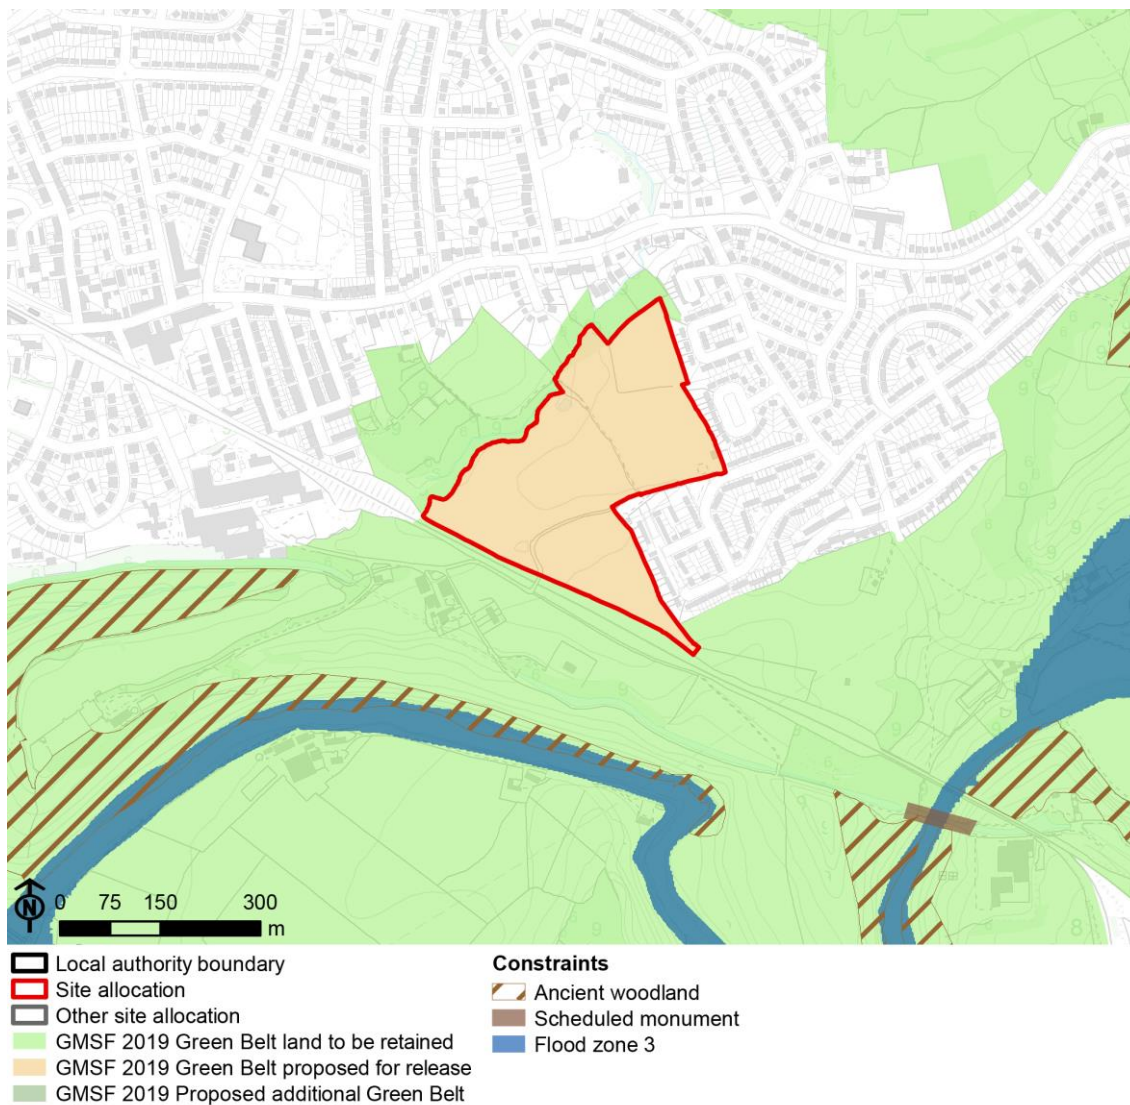 N
0 75 150 300
m
Local authority boundary
Site allocation
Other site allocation
GMSF 2019 Green Belt land to be retained
GMSF 2019 Green Belt proposed for release
GMSF 2019 Proposed additional Green Belt
Constraints
Ancient woodland
Scheduled monument
Flood zone 3